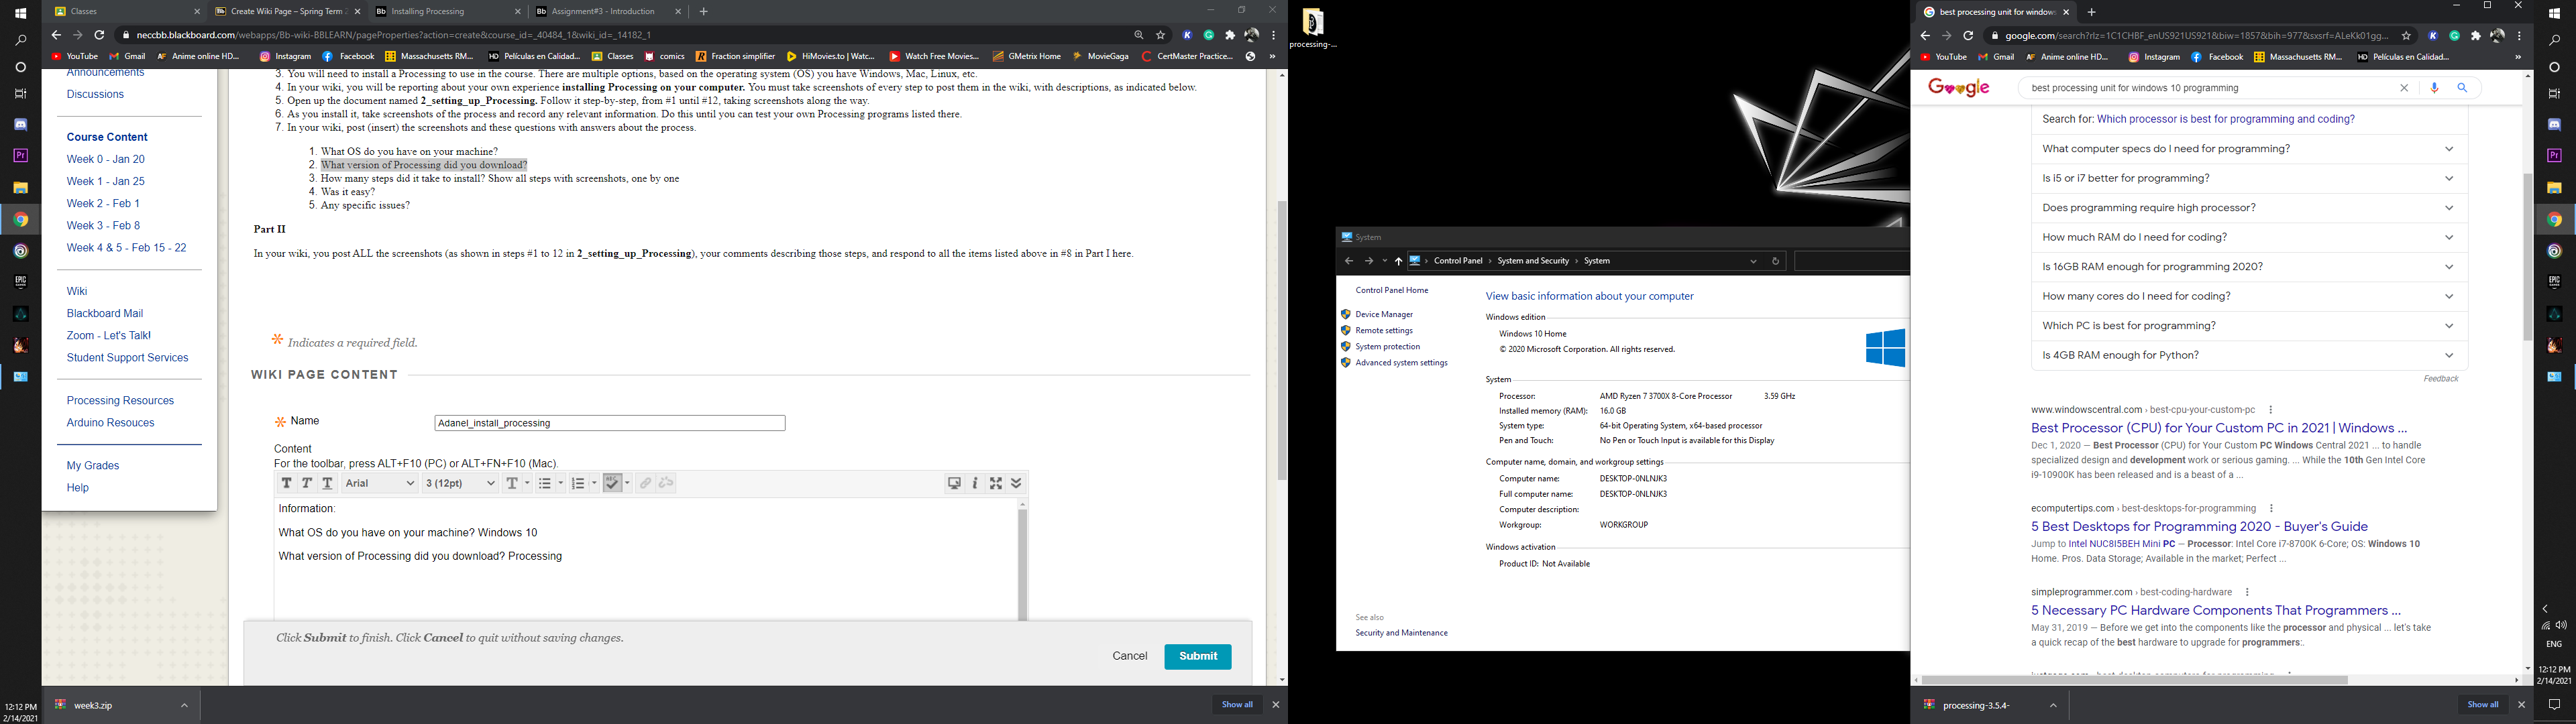 Classes
Create Wiki Page – Spring Term
Installing Processing
Assignment#3 - Introduction
neccbb.blackboard.com/webapps/Bb-wiki-BBLEARN/pageProperties?action=create&course_id=_40484_1&wiki_id=_14182_1
YouTube Gmail Anime online HD... Instagram Facebook Massachusetts RM... Películas en Calidad... Classes comics Fraction simplifier HiMovies.to | Watc... Watch Free Movies... GMetrix Home MovieGaga CertMaster Practice...
Announcements
Discussions
Course Content
Week 0 - Jan 20
Week 1 - Jan 25
Week 2 - Feb 1
Week 3 - Feb 8
Week 4 & 5 - Feb 15 - 22
Wiki
Blackboard Mail
Zoom - Let's Talk!
Student Support Services
Processing Resources
Arduino Resouces
My Grades
Help
3. You will need to install a Processing to use in the course. There are multiple options, based on the operating system (OS) you have Windows, Mac, Linux, etc.
4. In your wiki, you will be reporting about your own experience installing Processing on your computer. You must take screenshots of every step to post them in the wiki, with descriptions, as indicated below.
5. Open up the document named 2_setting_up_Processing. Follow it step-by-step, from #1 until #12, taking screenshots along the way.
6. As you install it, take screenshots of the process and record any relevant information. Do this until you can test your own Processing programs listed there.
7. In your wiki, post (insert) the screenshots and these questions with answers about the process.
1. What OS do you have on your machine?
2. What version of Processing did you download?
3. How many steps did it take to install? Show all steps with screenshots, one by one
4. Was it easy?
5. Any specific issues?
Part II
In your wiki, you post ALL the screenshots (as shown in steps #1 to 12 in 2_setting_up_Processing), your comments describing those steps, and respond to all the items listed above in #8 in Part I here.
Indicates a required field.
WIKI PAGE CONTENT
Name
Adanel_install_processing
Content
For the toolbar, press ALT+F10 (PC) or ALT+FN+F10 (Mac).
T T T Arial 3 (12pt) T
Information:
What OS do you have on your machine? Windows 10
What version of Processing did you download? Processing
Click Submit to finish. Click Cancel to quit without saving changes.
Cancel Submit
week3.zip
Show all
12:12 PM
2/14/2021
processing-...
System
Control Panel › System and Security › System
Control Panel Home
Device Manager
Remote settings
System protection
Advanced system settings
View basic information about your computer
Windows edition
Windows 10 Home
© 2020 Microsoft Corporation. All rights reserved.
System
Processor: AMD Ryzen 7 3700X 8-Core Processor 3.59 GHz
Installed memory (RAM): 16.0 GB
System type: 64-bit Operating System, x64-based processor
Pen and Touch: No Pen or Touch Input is available for this Display
Computer name, domain, and workgroup settings
Computer name: DESKTOP-0NLNJK3
Full computer name: DESKTOP-0NLNJK3
Computer description:
Workgroup: WORKGROUP
Windows activation
Product ID: Not Available
See also
Security and Maintenance
best processing unit for windows
google.com/search?rlz=1C1CHBF_enUS921US921&biw=1857&bih=977&sxsrf=ALeKk01gg...
YouTube Gmail Anime online HD... Instagram Facebook Massachusetts RM... Películas en Calidad...
Google
best processing unit for windows 10 programming
Search for: Which processor is best for programming and coding?
What computer specs do I need for programming?
Is i5 or i7 better for programming?
Does programming require high processor?
How much RAM do I need for coding?
Is 16GB RAM enough for programming 2020?
How many cores do I need for coding?
Which PC is best for programming?
Is 4GB RAM enough for Python?
Feedback
www.windowscentral.com › best-cpu-your-custom-pc
Best Processor (CPU) for Your Custom PC in 2021 | Windows ...
Dec 1, 2020 — Best Processor (CPU) for Your Custom PC Windows Central 2021 ... to handle
specialized design and development work or serious gaming. ... While the 10th Gen Intel Core
i9-10900K has been released and is a beast of a ...
ecomputertips.com › best-desktops-for-programming
5 Best Desktops for Programming 2020 - Buyer's Guide
Jump to Intel NUC8I5BEH Mini PC — Processor: Intel Core i7-8700K 6-Core; OS: Windows 10
Home. Pros. Data Storage; Available in the market; Perfect ...
simpleprogrammer.com › best-coding-hardware
5 Necessary PC Hardware Components That Programmers ...
May 31, 2019 — Before we get into the components like the processor and physical ... let's take
a quick recap of the best hardware to upgrade for programmers:.
processing-3.5.4-
Show all
ENG
12:12 PM
2/14/2021